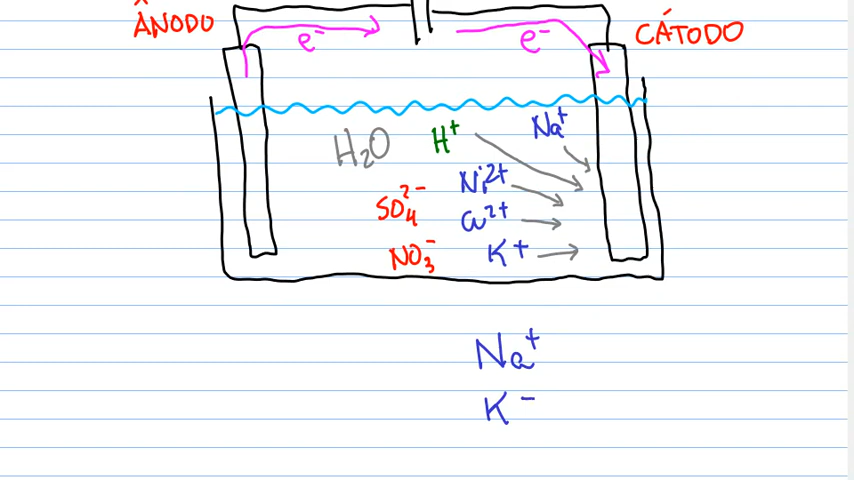 ÂNODO
e⁻
e⁻
CÁTODO
H₂O
H⁺
Na⁺
Ni²⁺
SO₄²⁻
Cu²⁺
NO₃⁻
K⁺
Na⁺
K⁻